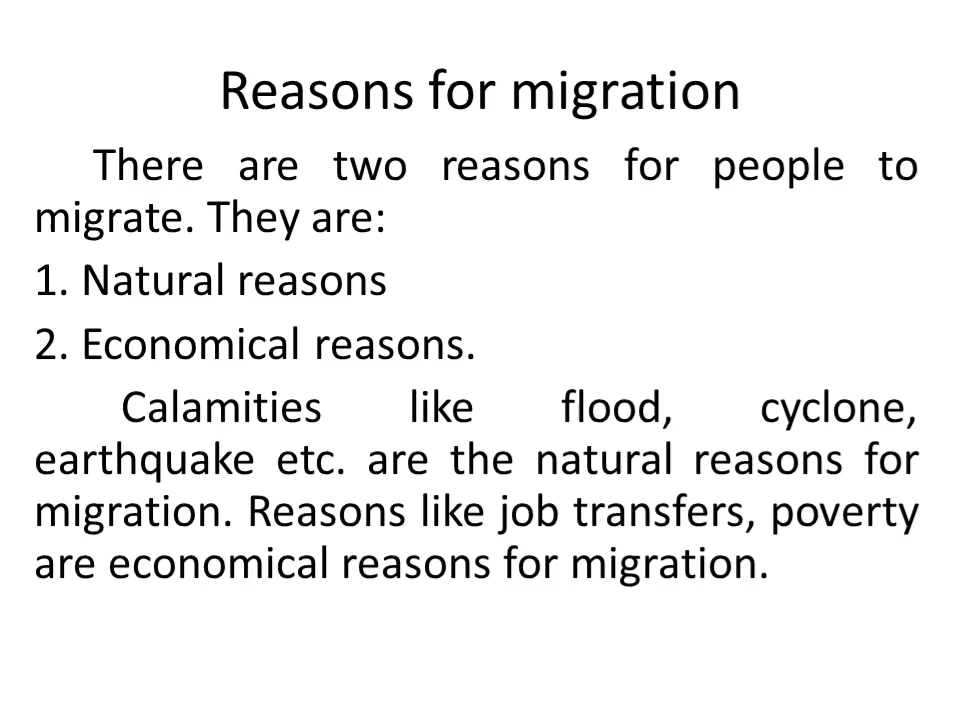 Reasons for migration
There are two reasons for people to
migrate. They are:
1. Natural reasons
2. Economical reasons.
Calamities like flood, cyclone,
earthquake etc. are the natural reasons for
migration. Reasons like job transfers, poverty
are economical reasons for migration.